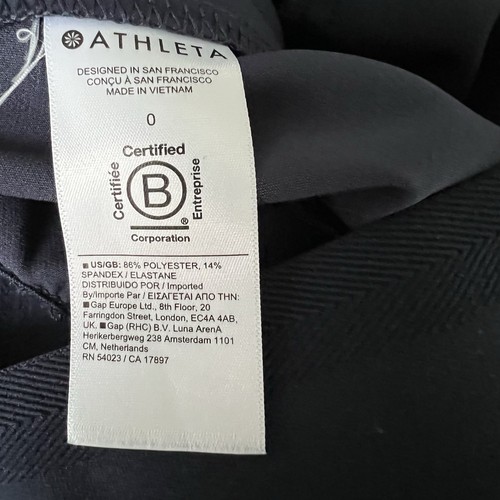 ATHLETA
DESIGNED IN SAN FRANCISCO
CONÇU À SAN FRANCISCO
MADE IN VIETNAM
0
Certified
Certifiée
B
Entreprise
®
Corporation
■ US/GB: 86% POLYESTER, 14%
SPANDEX / ELASTANE
DISTRIBUIDO POR / Imported
By/Importe par / ΕΙΣΑΓΕΤΑΙ ΑΠΟ ΤΗΝ:
■ Gap Europe Ltd., 8th Floor, 20
Farringdon Street, London, EC4A 4AB,
UK. ■ Gap (RHC) B.V. Luna ArenA
Herikerbergweg 238 Amsterdam 1101
CM, Netherlands
RN 54023 / CA 17897